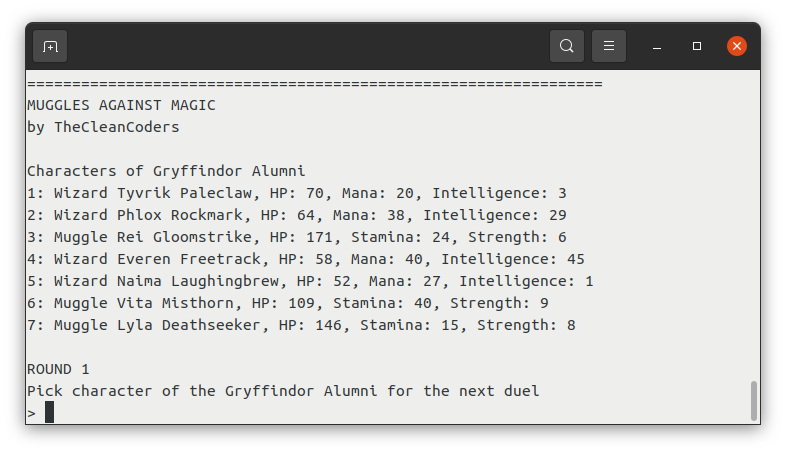 ================================================================
MUGGLES AGAINST MAGIC
by TheCleanCoders
Characters of Gryffindor Alumni
1: Wizard Tyvrik Paleclaw, HP: 70, Mana: 20, Intelligence: 3
2: Wizard Phlox Rockmark, HP: 64, Mana: 38, Intelligence: 29
3: Muggle Rei Gloomstrike, HP: 171, Stamina: 24, Strength: 6
4: Wizard Everen Freetrack, HP: 58, Mana: 40, Intelligence: 45
5: Wizard Naima Laughingbrew, HP: 52, Mana: 27, Intelligence: 1
6: Muggle Vita Misthorn, HP: 109, Stamina: 40, Strength: 9
7: Muggle Lyla Deathseeker, HP: 146, Stamina: 15, Strength: 8
ROUND 1
Pick character of the Gryffindor Alumni for the next duel
>